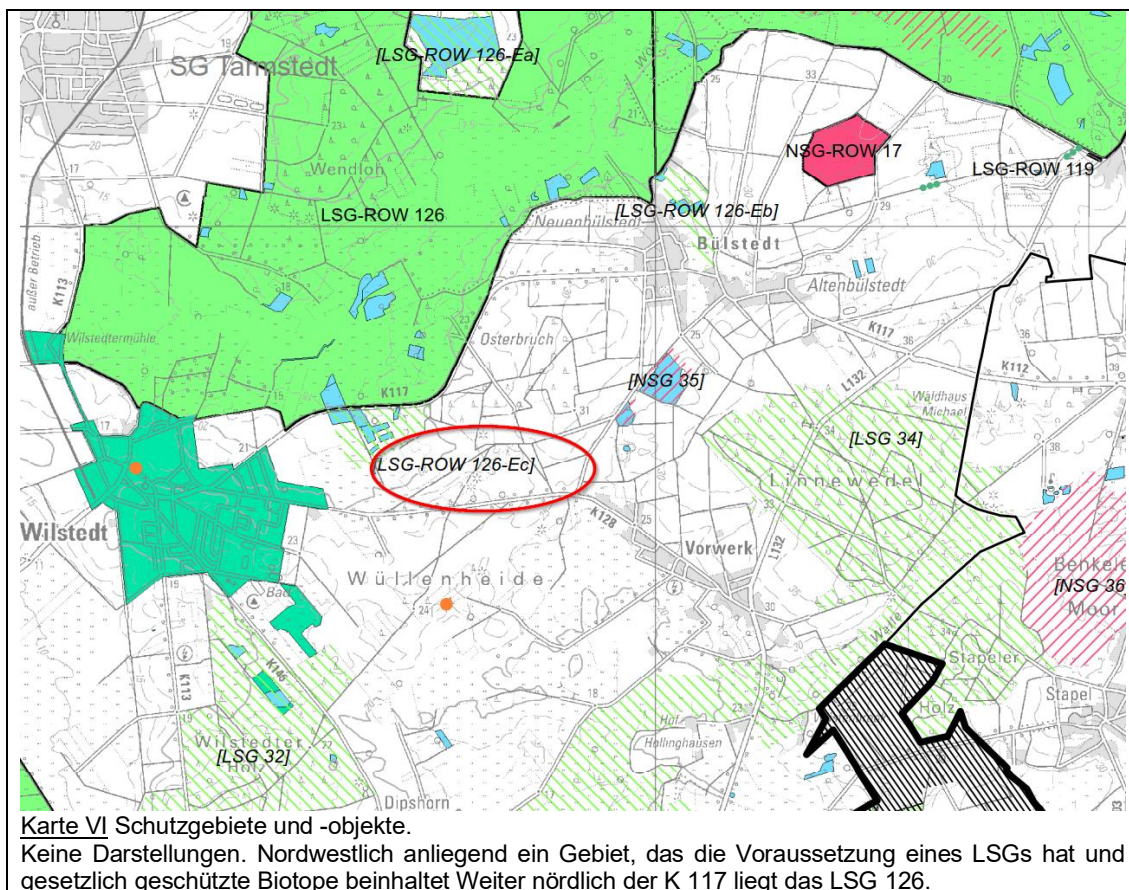 [LSG-ROW 126-Ea]
SG Tarmstedt
Wendloh
NSG-ROW 17
LSG-ROW 119
LSG-ROW 126
Neuenbülstedt
[LSG-ROW 126-Eb]
Bülstedt
außer Betrieb
K113
Altenbülstedt
Wilstedtermühle
Osterbruch
K117
K112
L132
[NSG 35]
Waldhaus
Michael
K117
[LSG 34]
[LSG-ROW 126-Ec]
Linnewedel
Wilstedt
K128
Vorwerk
L132
Wüllenheide
Bad
[NSG 36]
Moor
K113
K146
Stapeler
Holz
Stapel
Wilstedter
Holz
[LSG 32]
Hof
Hollinghausen
Dipshorn
Karte VI Schutzgebiete und -objekte.
Keine Darstellungen. Nordwestlich anliegend ein Gebiet, das die Voraussetzung eines LSGs hat und
gesetzlich geschützte Biotope beinhaltet Weiter nördlich der K 117 liegt das LSG 126.